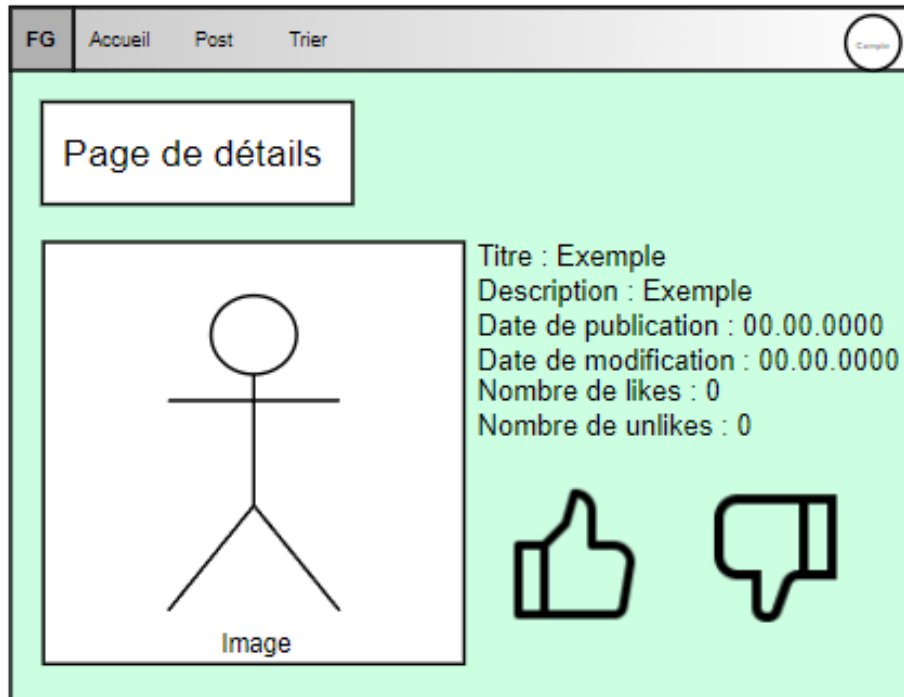 FG Accueil Post Trier Compte
Page de détails
Titre : Exemple
Description : Exemple
Date de publication : 00.00.0000
Date de modification : 00.00.0000
Nombre de likes : 0
Nombre de unlikes : 0
Image